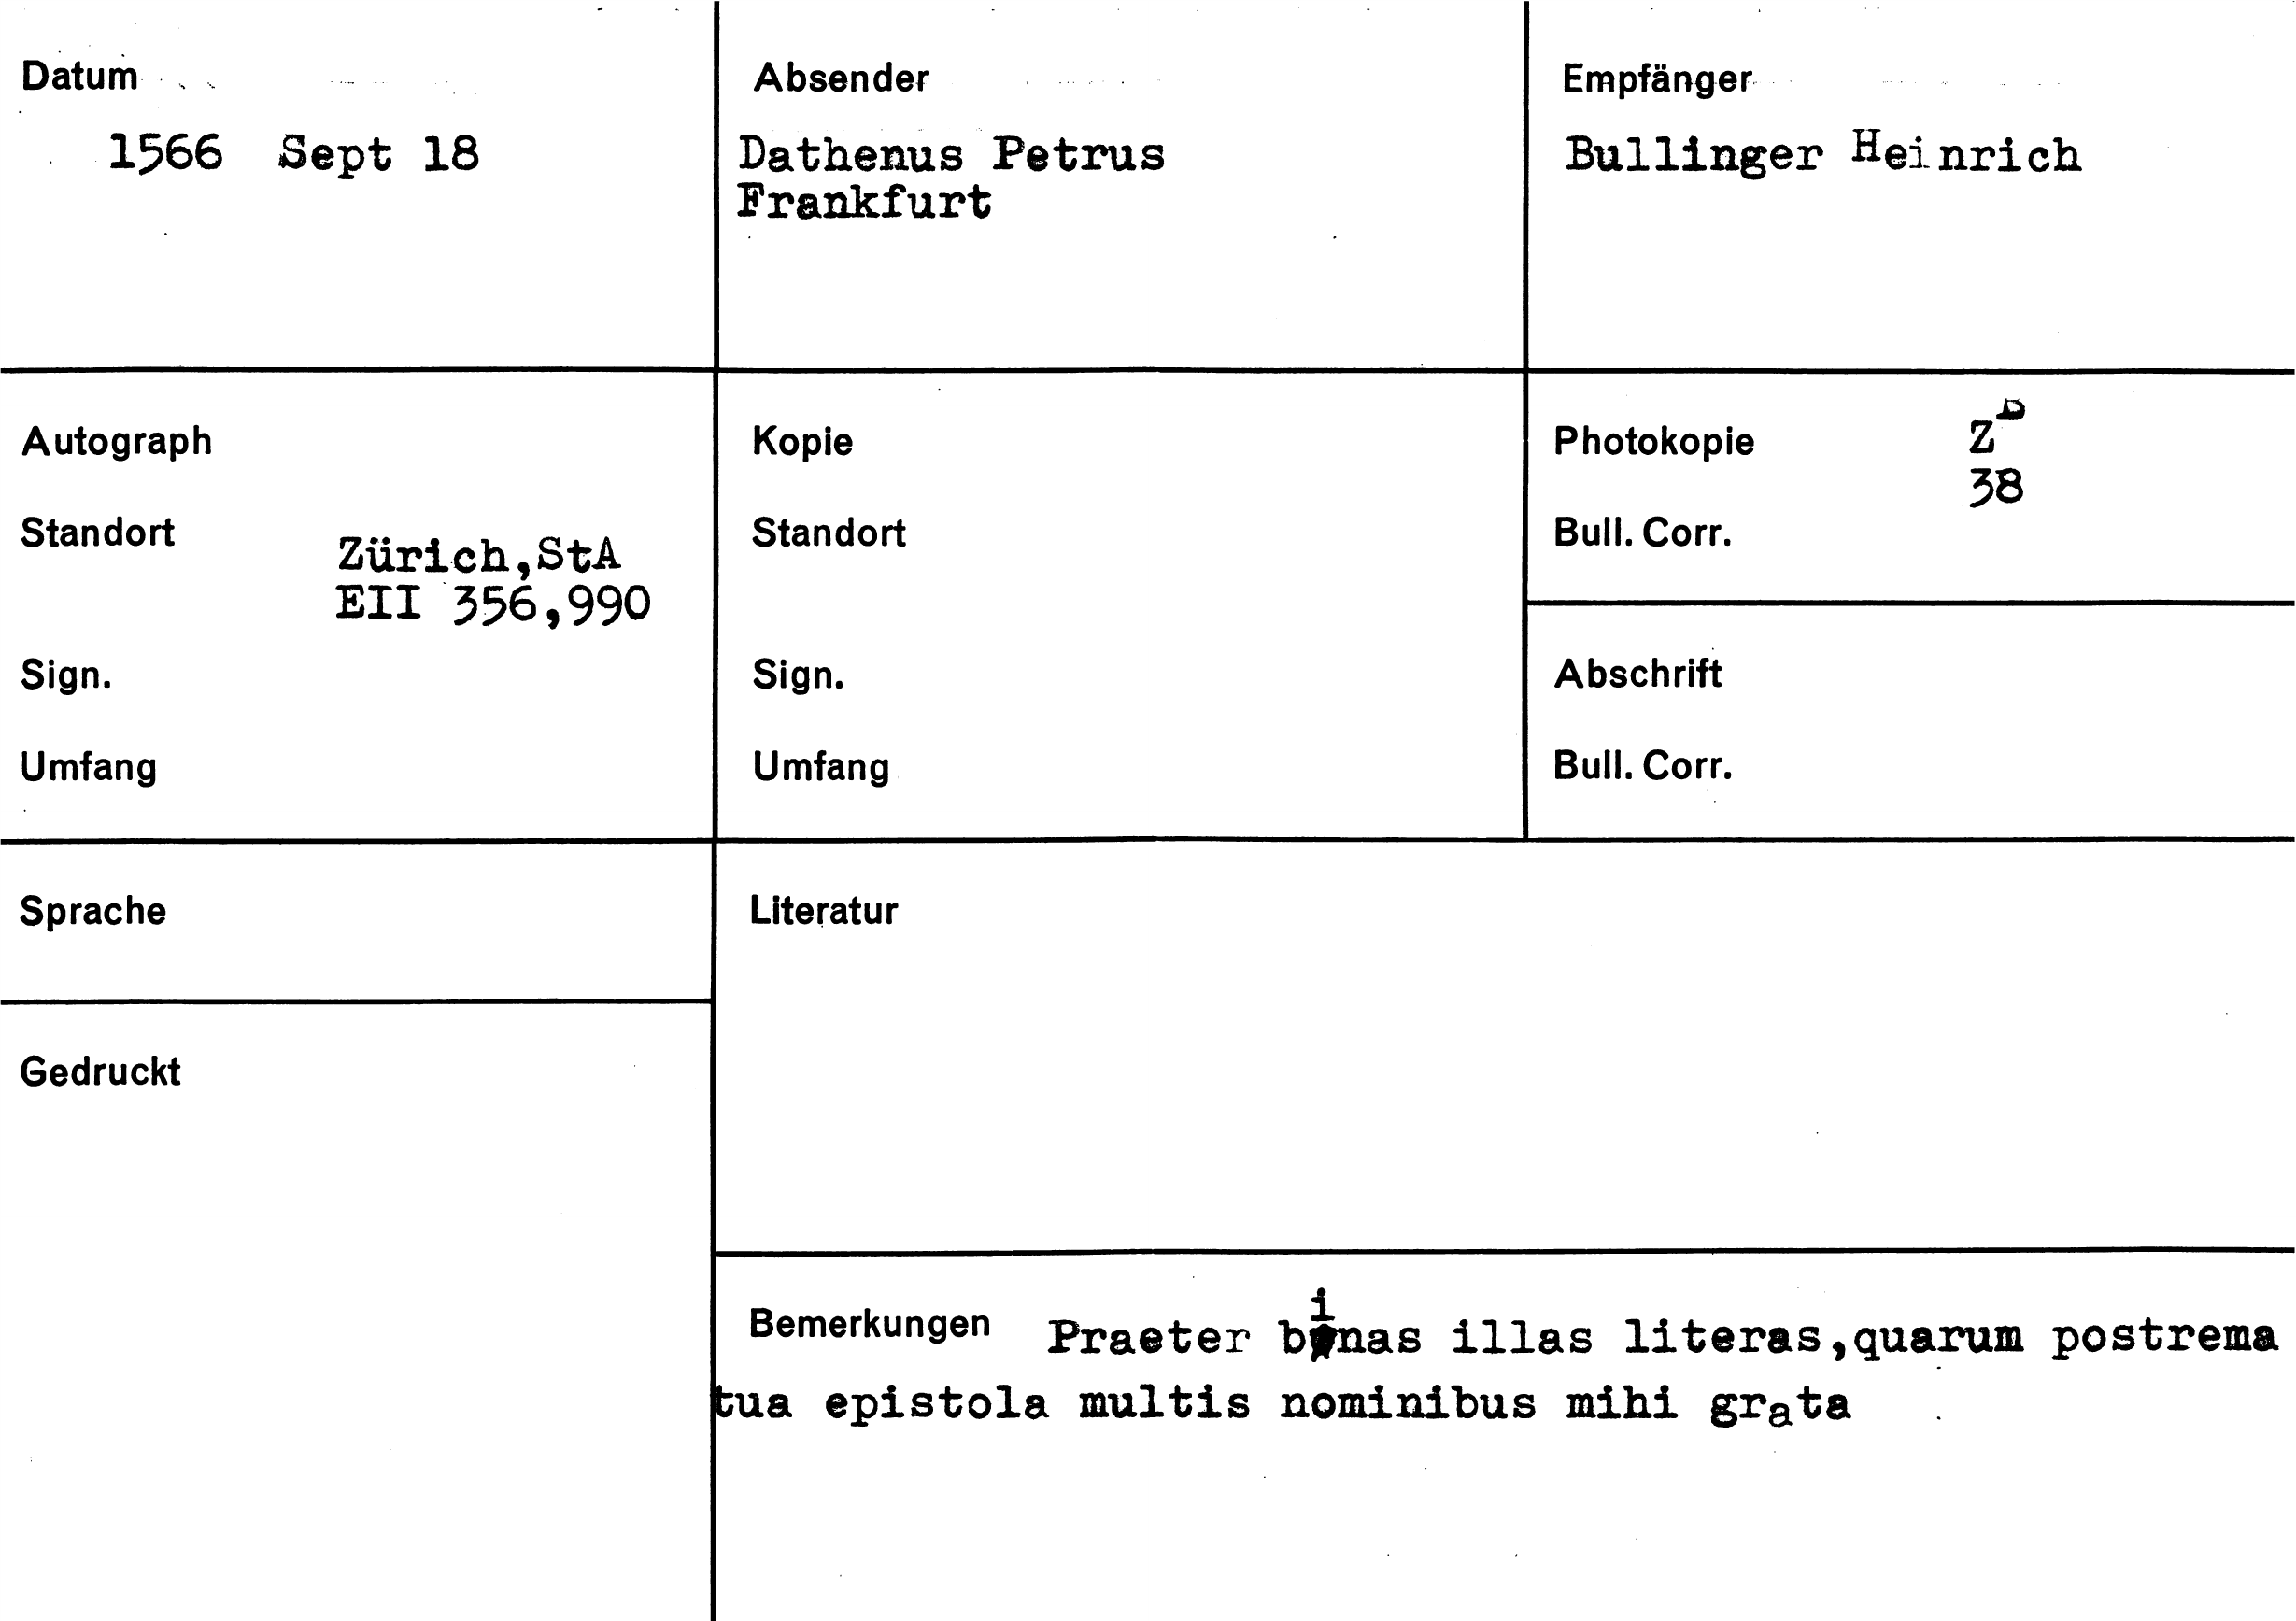 Datum
1566 Sept 18
Absender
Dathenus Petrus
Frankfurt
Empfänger
Bullinger Heinrich
Autograph
Standort
Zürich,StA
EII 356,990
Sign.
Umfang
Kopie
Standort
Sign.
Umfang
Photokopie
Z D
38
Bull. Corr.
Abschrift
Bull. Corr.
Sprache
Literatur
Gedruckt
Bemerkungen Praeter binas illas literas,quarum postrema
tua epistola multis nominibus mihi grata